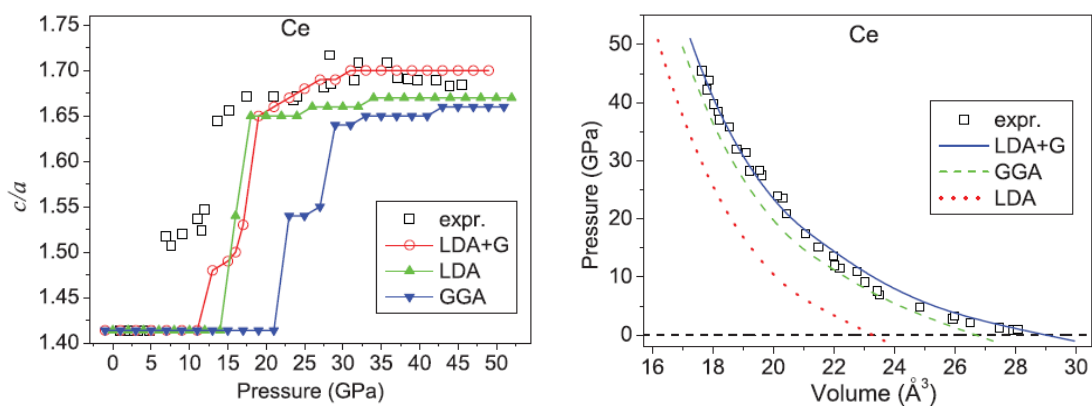 Ce
c/a
1.75
1.70
1.65
1.60
1.55
1.50
1.45
1.40
expr.
LDA+G
LDA
GGA
0 5 10 15 20 25 30 35 40 45 50
Pressure (GPa)
Ce
Pressure (GPa)
50
40
30
20
10
0
expr.
LDA+G
GGA
LDA
16 18 20 22 24 26 28 30
Volume (Å³)